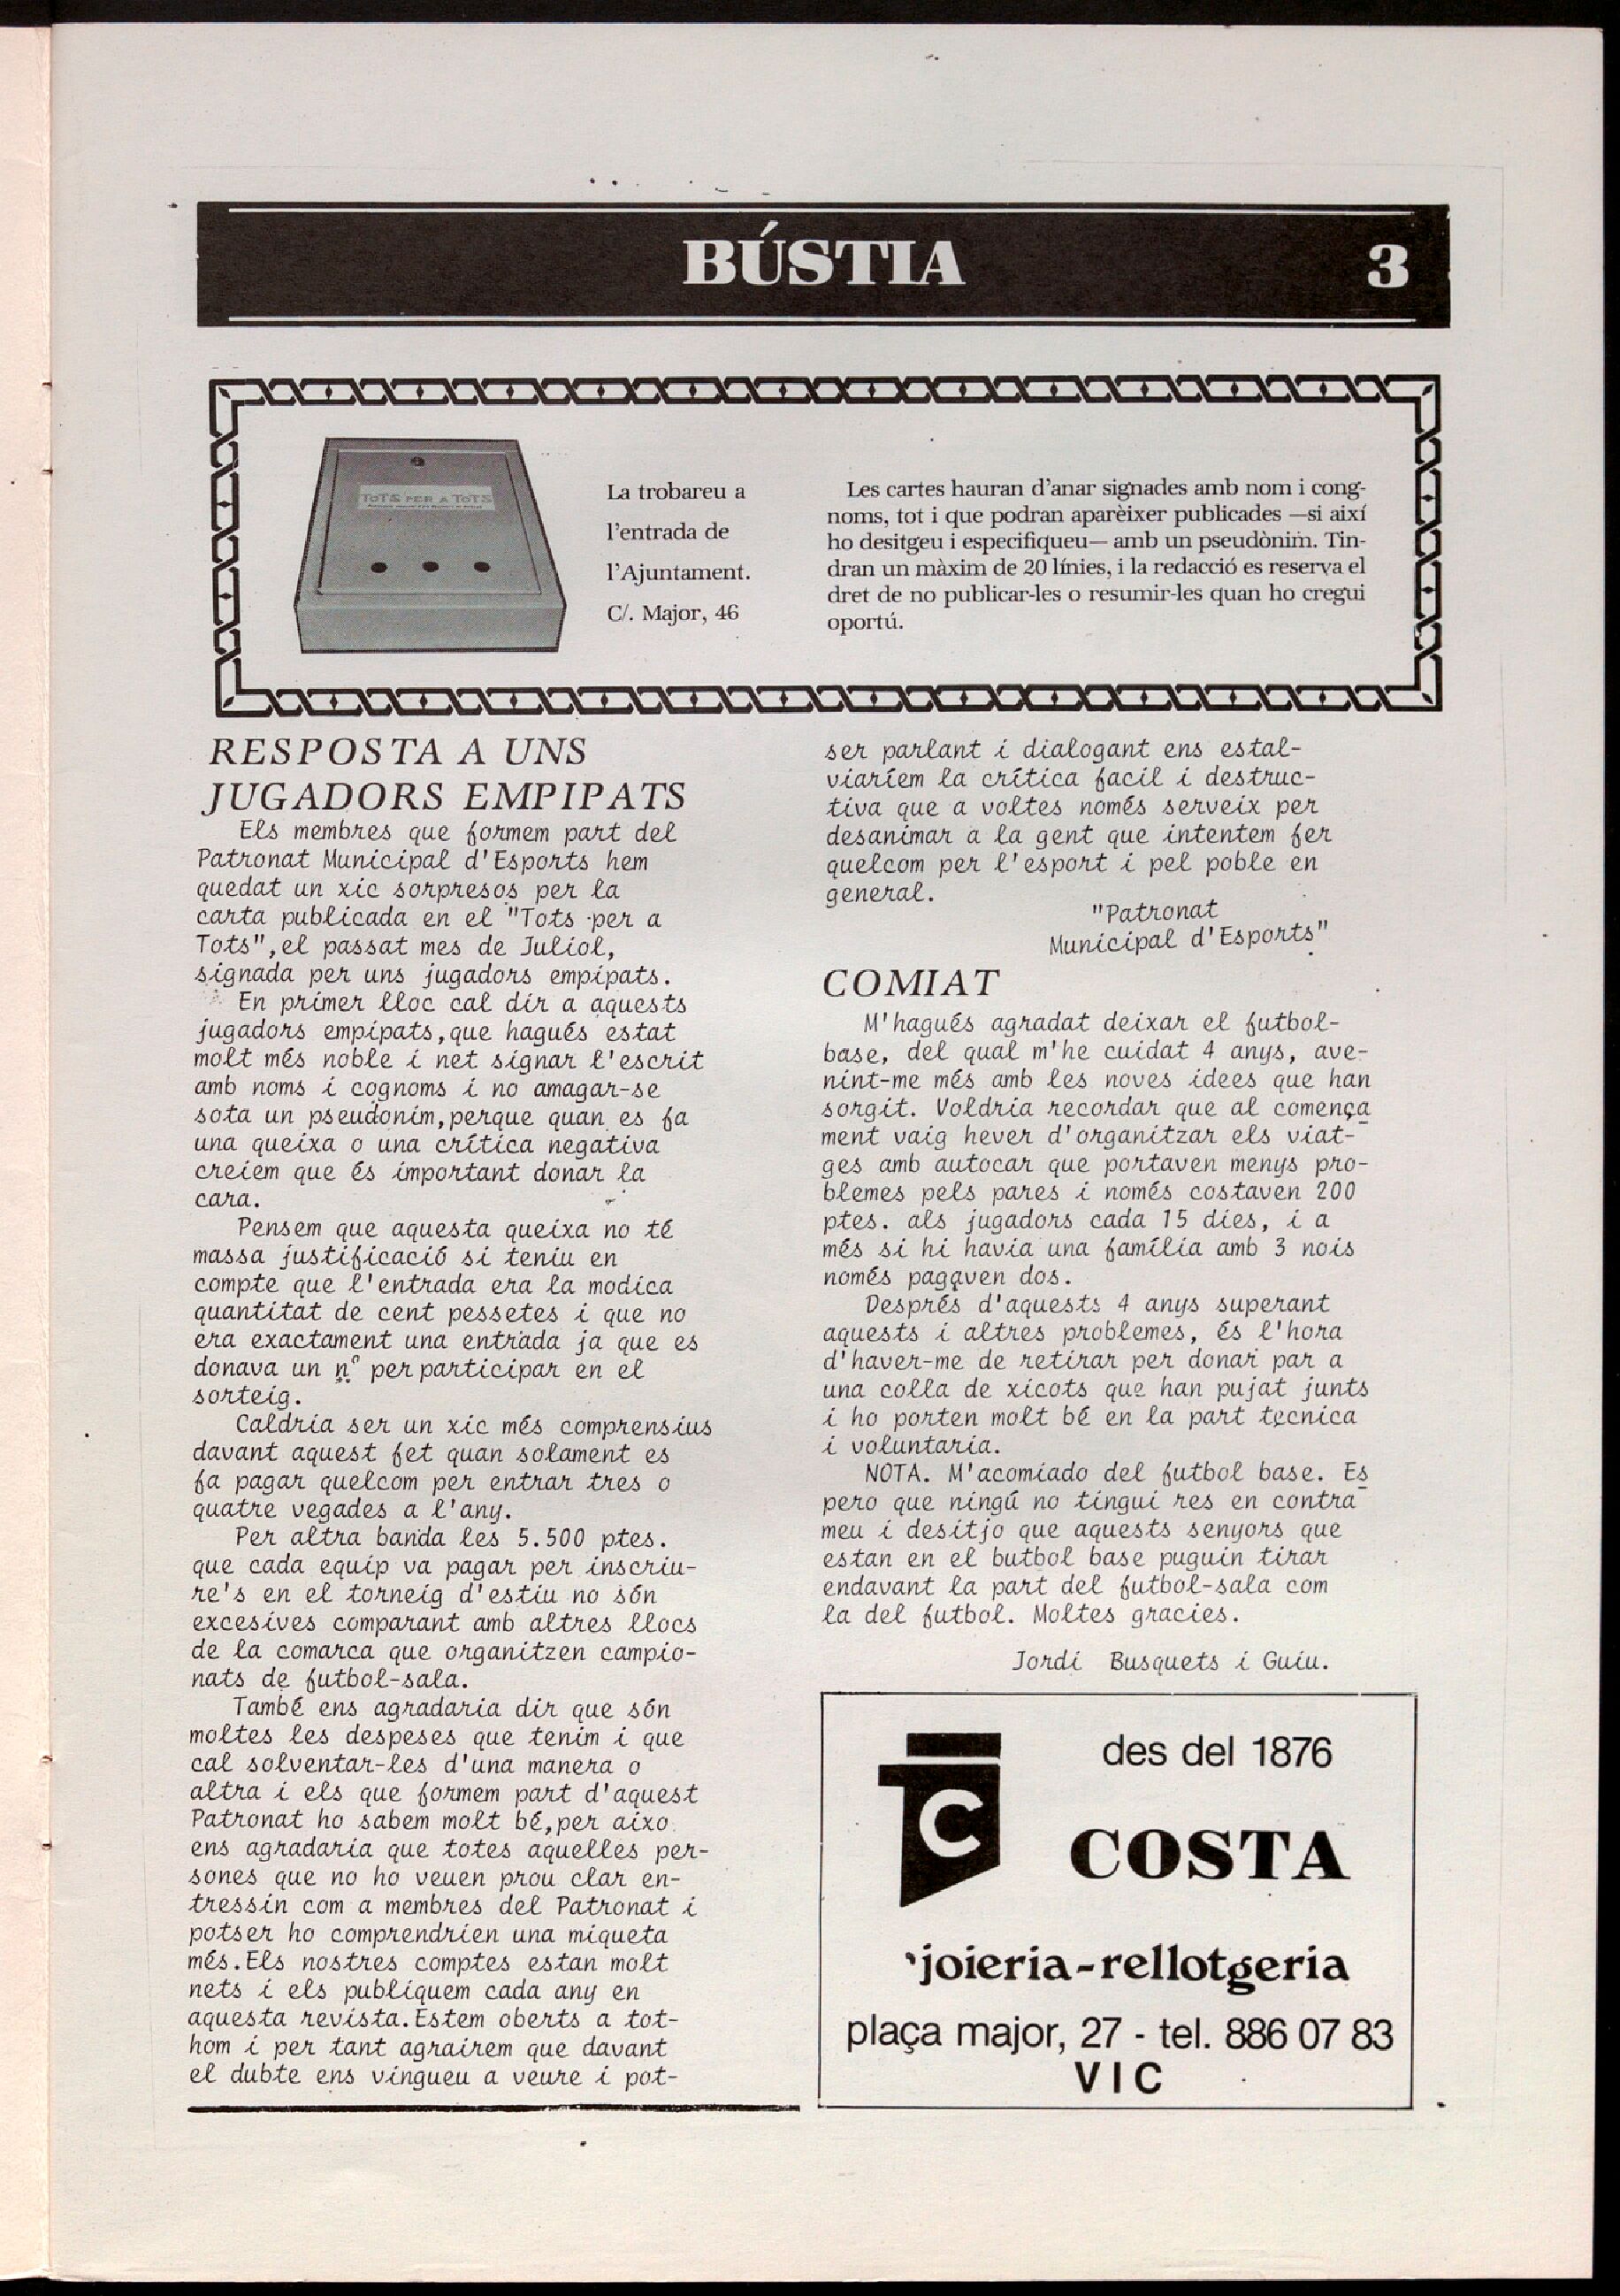 BÚSTIA
3
TOTS PER A TOTS
La trobareu a
l'entrada de
l'Ajuntament.
C/. Major, 46
Les cartes hauran d'anar signades amb nom i cong-
noms, tot i que podran aparèixer publicades —si així
ho desitgeu i especifiqueu— amb un pseudònim. Tin-
dran un màxim de 20 línies, i la redacció es reserva el
dret de no publicar-les o resumir-les quan ho cregui
oportú.
RESPOSTA A UNS
JUGADORS EMPIPATS
Els membres que formem part del
Patronat Municipal d'Esports hem
quedat un xic sorpresos per la
carta publicada en el "Tots per a
Tots",el passat mes de Juliol,
signada per uns jugadors empipats.
En primer lloc cal dir a aquests
jugadors empipats,que hagués estat
molt més noble i net signar l'escrit
amb noms i cognoms i no amagar-se
sota un pseudonim,perque quan es fa
una queixa o una crítica negativa
creiem que és important donar la
cara.
Pensem que aquesta queixa no té
massa justificació si teniu en
compte que l'entrada era la modica
quantitat de cent pessetes i que no
era exactament una entrada ja que es
donava un nº per participar en el
sorteig.
Caldria ser un xic més comprensius
davant aquest fet quan solament es
fa pagar quelcom per entrar tres o
quatre vegades a l'any.
Per altra banda les 5.500 ptes.
que cada equip va pagar per inscriu-
re's en el torneig d'estiu no són
excesives comparant amb altres llocs
de la comarca que organitzen campio-
nats de futbol-sala.
També ens agradaria dir que són
moltes les despeses que tenim i que
cal solventar-les d'una manera o
altra i els que formem part d'aquest
Patronat ho sabem molt bé,per aixo
ens agradaria que totes aquelles per-
sones que no ho veuen prou clar en-
tressin com a membres del Patronat i
potser ho comprendrien una miqueta
més.Els nostres comptes estan molt
nets i els publiquem cada any en
aquesta revista.Estem oberts a tot-
hom i per tant agrairem que davant
el dubte ens vingueu a veure i pot-
ser parlant i dialogant ens estal-
viaríem la crítica facil i destruc-
tiva que a voltes només serveix per
desanimar a la gent que intentem fer
quelcom per l'esport i pel poble en
general.
"Patronat
Municipal d'Esports"
COMIAT
M'hagués agradat deixar el futbol-
base, del qual m'he cuidat 4 anys, ave-
nint-me més amb les noves idees que han
sorgit. Voldria recordar que al comença
ment vaig hever d'organitzar els viat-
ges amb autocar que portaven menys pro-
blemes pels pares i només costaven 200
ptes. als jugadors cada 15 dies, i a
més si hi havia una família amb 3 nois
només pagaven dos.
Després d'aquests 4 anys superant
aquests i altres problemes, és l'hora
d'haver-me de retirar per donar par a
una colla de xicots que han pujat junts
i ho porten molt bé en la part tecnica
i voluntaria.
NOTA. M'acomiado del futbol base. Es
pero que ningú no tingui res en contra
meu i desitjo que aquests senyors que
estan en el butbol base puguin tirar
endavant la part del futbol-sala com
la del futbol. Moltes gracies.
Jordi Busquets i Guiu.
C
des del 1876
COSTA
joieria-rellotgeria
plaça major, 27 - tel. 886 07 83
VIC